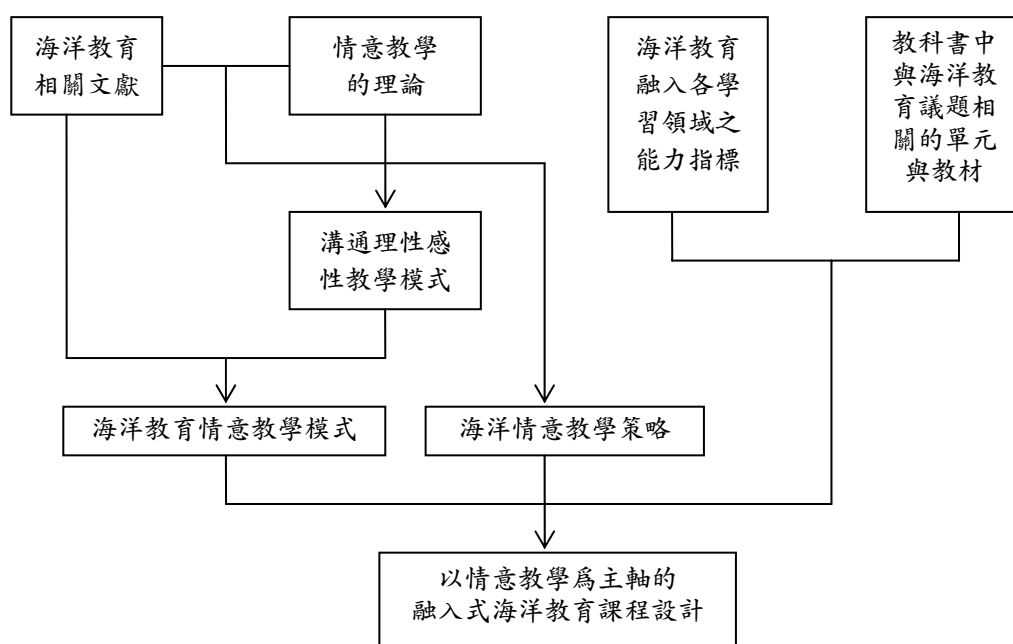 海洋教育
相關文獻
情意教學
的理論
海洋教育
融入各學
習領域之
能力指標
教科書中
與海洋教
育議題相
關的單元
與教材
溝通理性感
性教學模式
海洋教育情意教學模式
海洋情意教學策略
以情意教學爲主軸的
融入式海洋教育課程設計